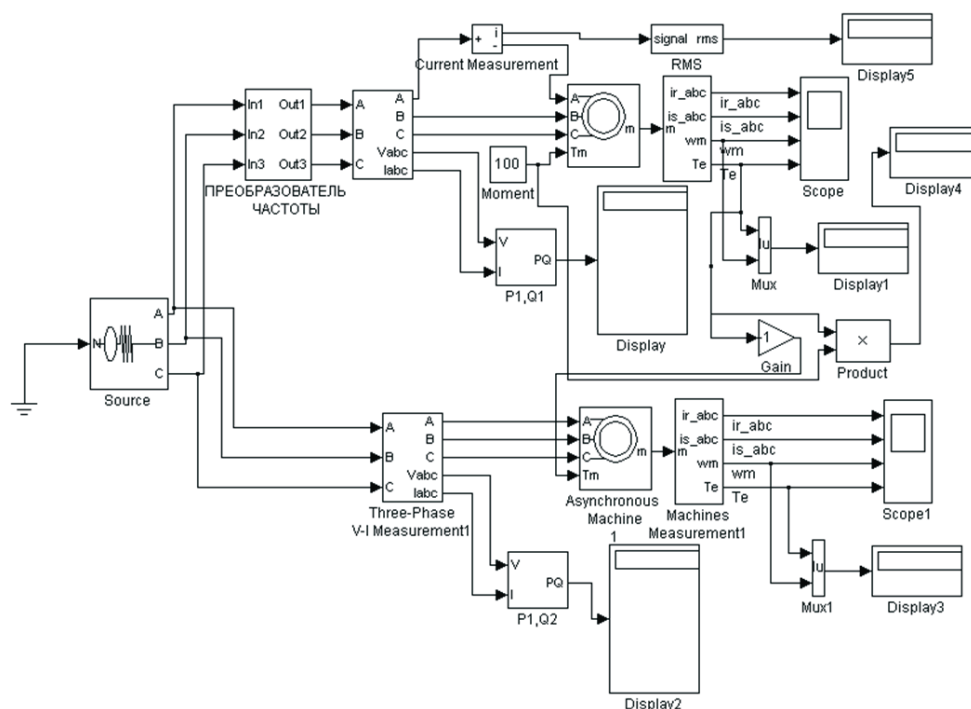 i
+
-
Current Measurement
signal rms
RMS
Display5
In1 Out1
In2 Out2
In3 Out3
ПРЕОБРАЗОВАТЕЛЬ
ЧАСТОТЫ
A A
B B
C C
Vabc
Iabc
A
B
C
Tm
m
100
Moment
m
ir_abc
is_abc
wm
Te
ir_abc
is_abc
wm
Te
Scope
Display4
V
I
PQ
P1,Q1
Display
Mux
Display1
-1
Gain
×
Product
N
A
B
C
Source
A A
B B
C C
Vabc
Iabc
Three-Phase
V-I Measurement1
A
B
C
Tm
m
Asynchronous
Machine
1
m
ir_abc
is_abc
wm
Te
Machines
Measurement1
ir_abc
is_abc
wm
Te
Scope1
V
I
PQ
P1,Q2
Display2
Mux1
Display3